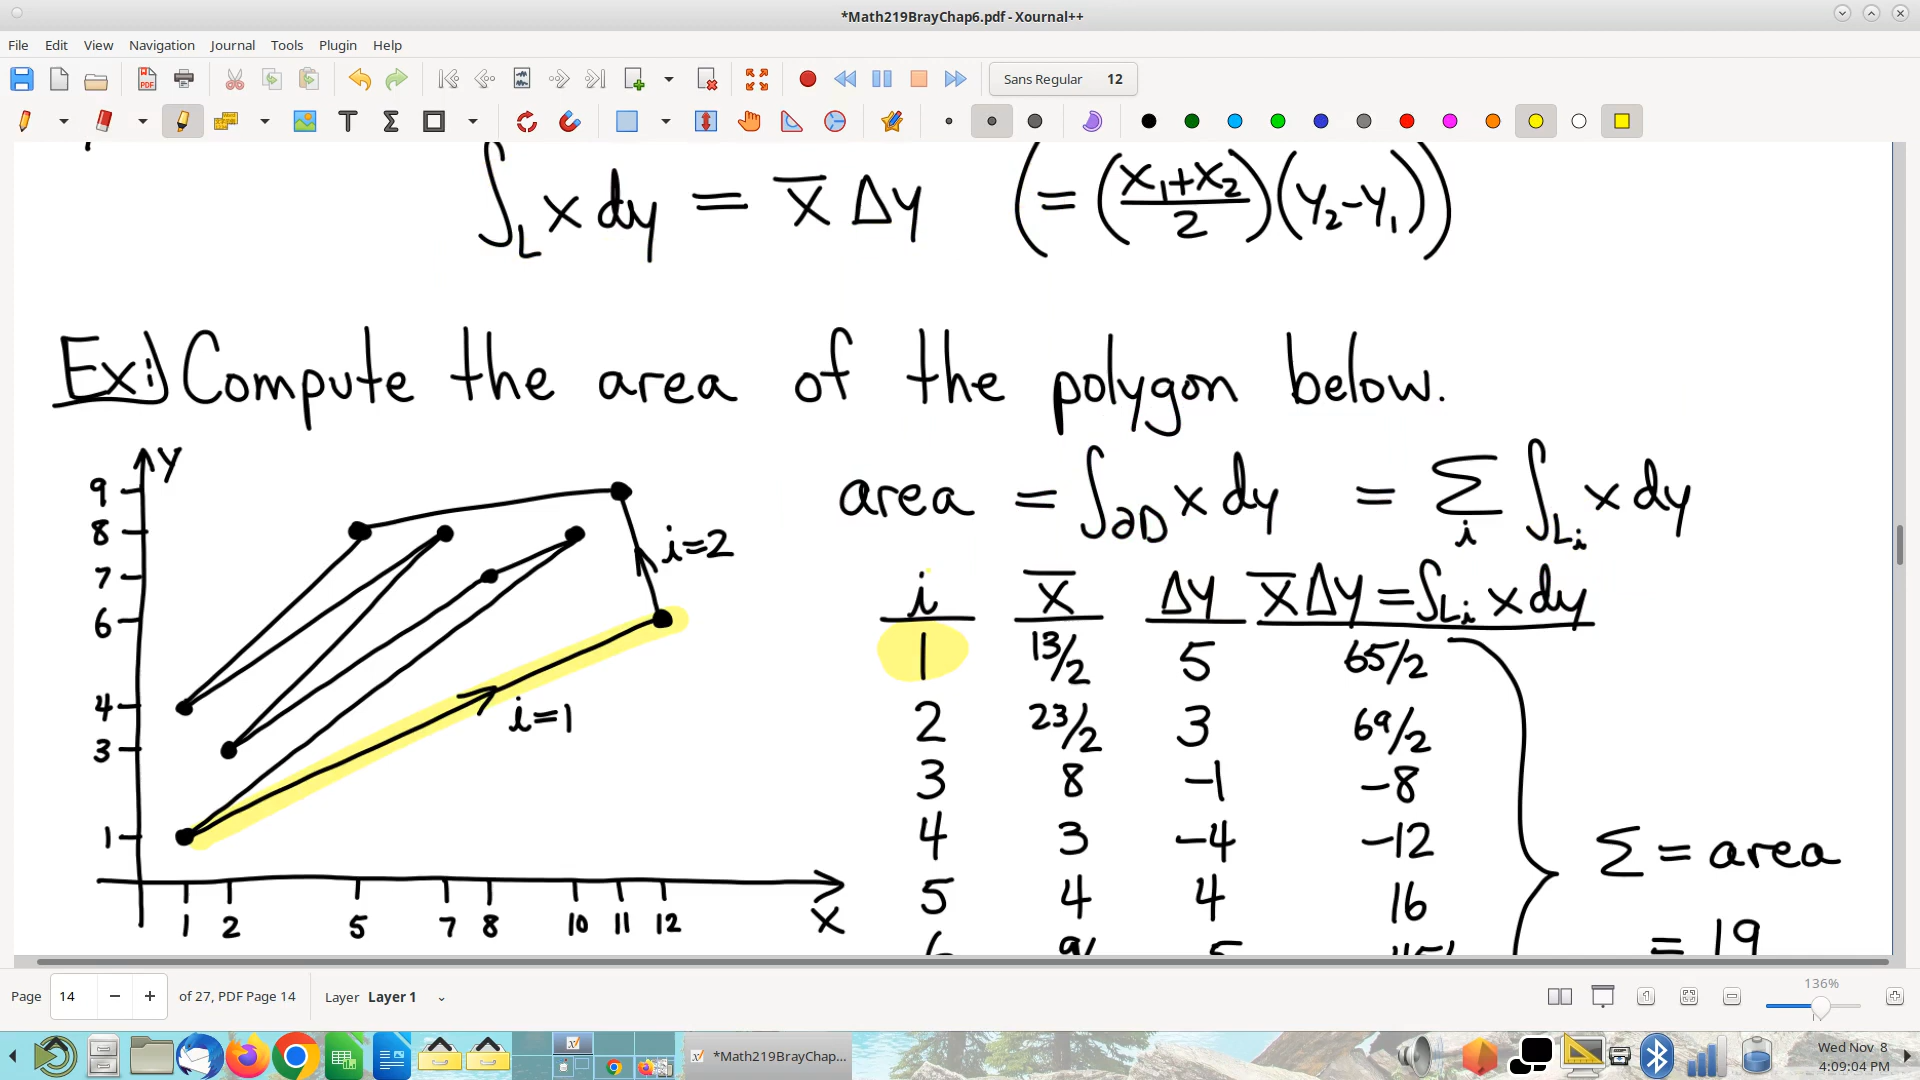 *Math219BrayChap6.pdf - Xournal++
File Edit View Navigation Journal Tools Plugin Help
Sans Regular 12
∫_L x dy = x̄ Δy (= ((x₁+x₂)/2)(y₂-y₁))
Ex: Compute the area of the polygon below.
area = ∫_∂D x dy = Σ_i ∫_Li x dy
y
9
8
7
6
4
3
1
i=2
i=1
1 2 5 7 8 10 11 12 x
i x̄ Δy x̄Δy = ∫_Li x dy
1 13/2 5 65/2
2 23/2 3 69/2
3 8 -1 -8
4 3 -4 -12
5 4 4 16
Σ = area
= 19
Page 14 of 27, PDF Page 14 Layer Layer 1
136%
*Math219BrayChap...
Wed Nov 8
4:09:04 PM